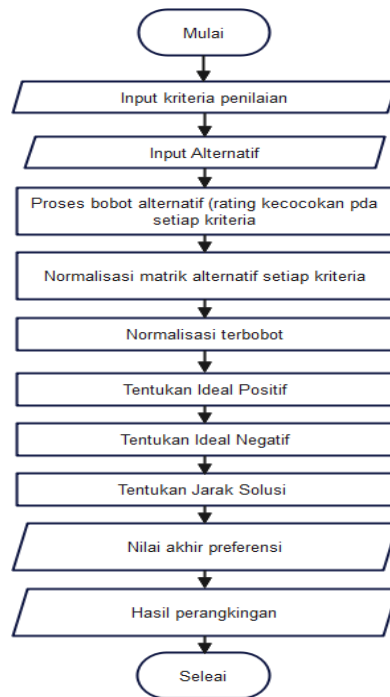 Mulai
Input kriteria penilaian
Input Alternatif
Proses bobot alternatif (rating kecocokan pda
setiap kriteria
Normalisasi matrik alternatif setiap kriteria
Normalisasi terbobot
Tentukan Ideal Positif
Tentukan Ideal Negatif
Tentukan Jarak Solusi
Nilai akhir preferensi
Hasil perangkingan
Seleai